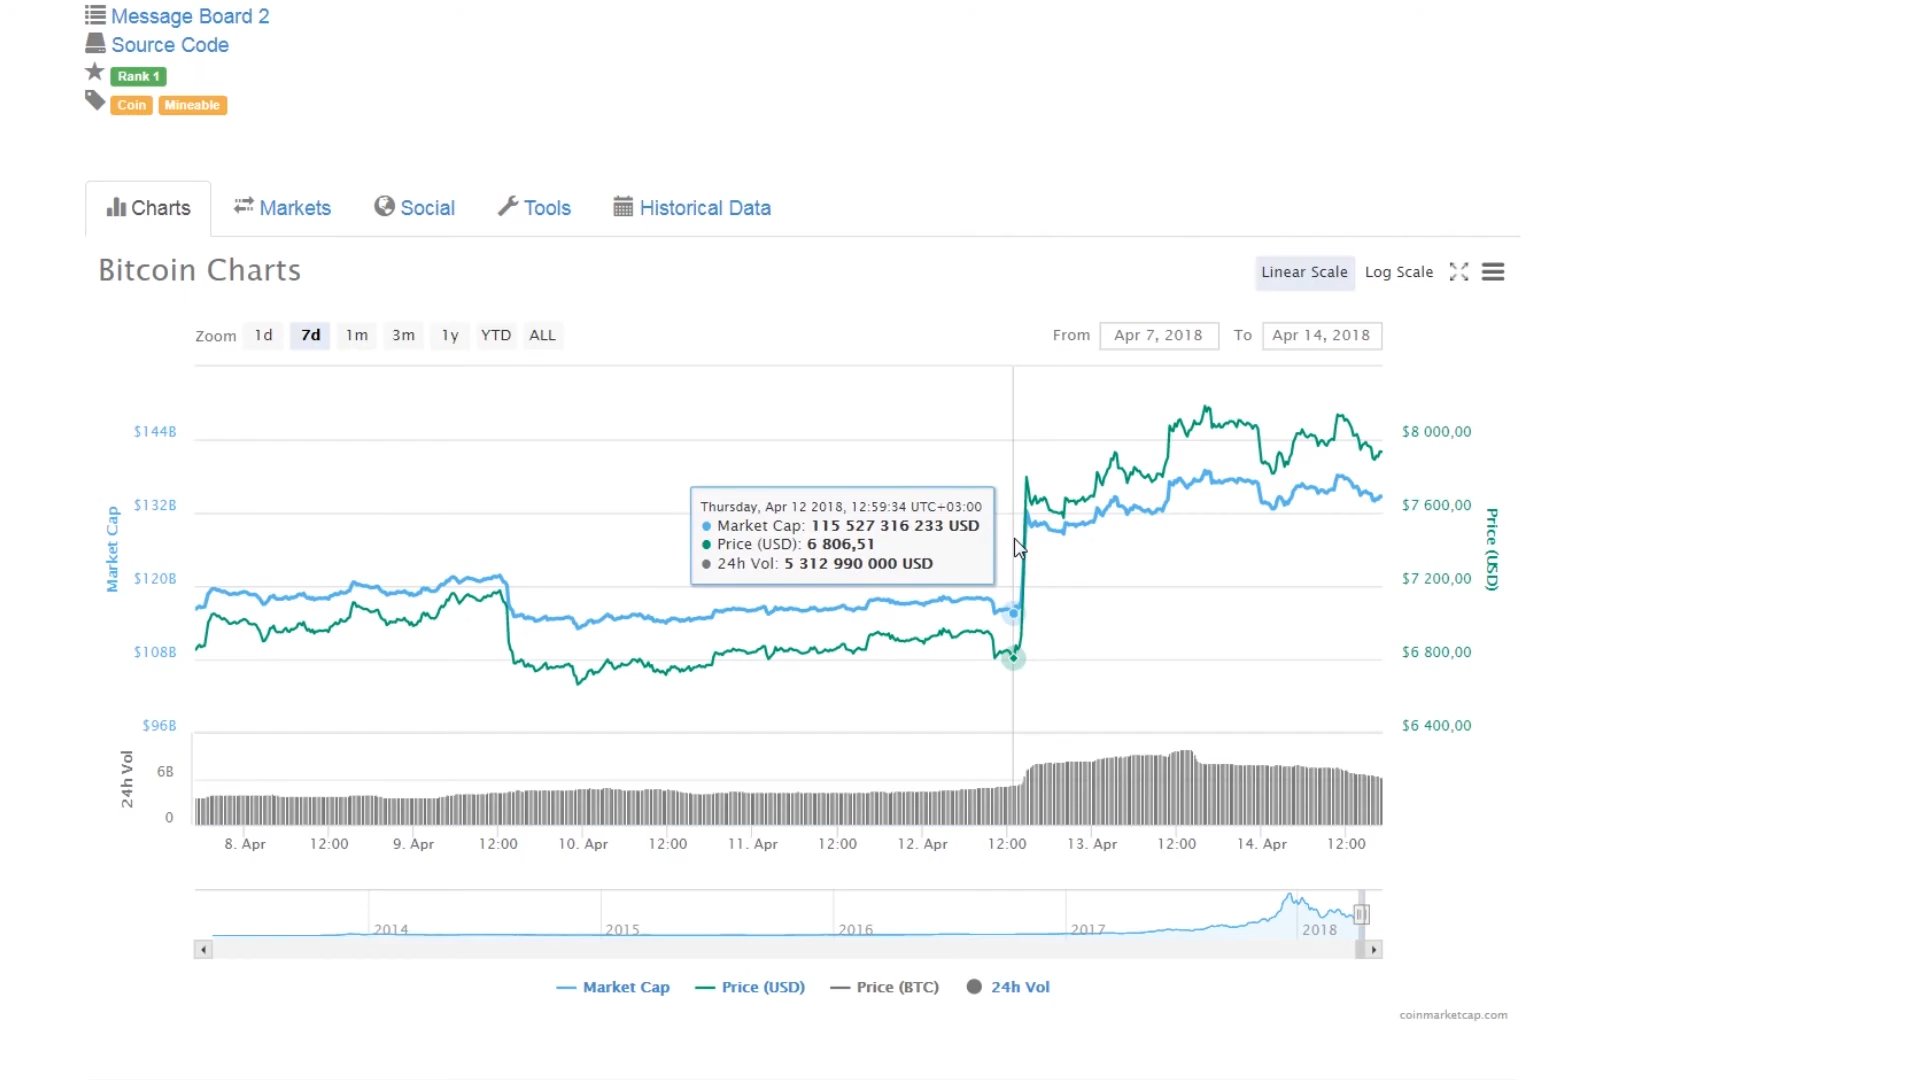 Message Board 2
Source Code
Rank 1
Coin Mineable
Charts Markets Social Tools Historical Data
Bitcoin Charts
Linear Scale Log Scale
Zoom 1d 7d 1m 3m 1y YTD ALL
From Apr 7, 2018 To Apr 14, 2018
$144B $8 000,00
$132B $7 600,00
Thursday, Apr 12 2018, 12:59:34 UTC+03:00
Market Cap: 115 527 316 233 USD
Price (USD): 6 806,51
24h Vol: 5 312 990 000 USD
Market Cap
Price (USD)
$120B $7 200,00
$108B $6 800,00
$96B $6 400,00
24h Vol
6B
0
8. Apr 12:00 9. Apr 12:00 10. Apr 12:00 11. Apr 12:00 12. Apr 12:00 13. Apr 12:00 14. Apr 12:00
2014 2015 2016 2017 2018
Market Cap Price (USD) Price (BTC) 24h Vol
coinmarketcap.com